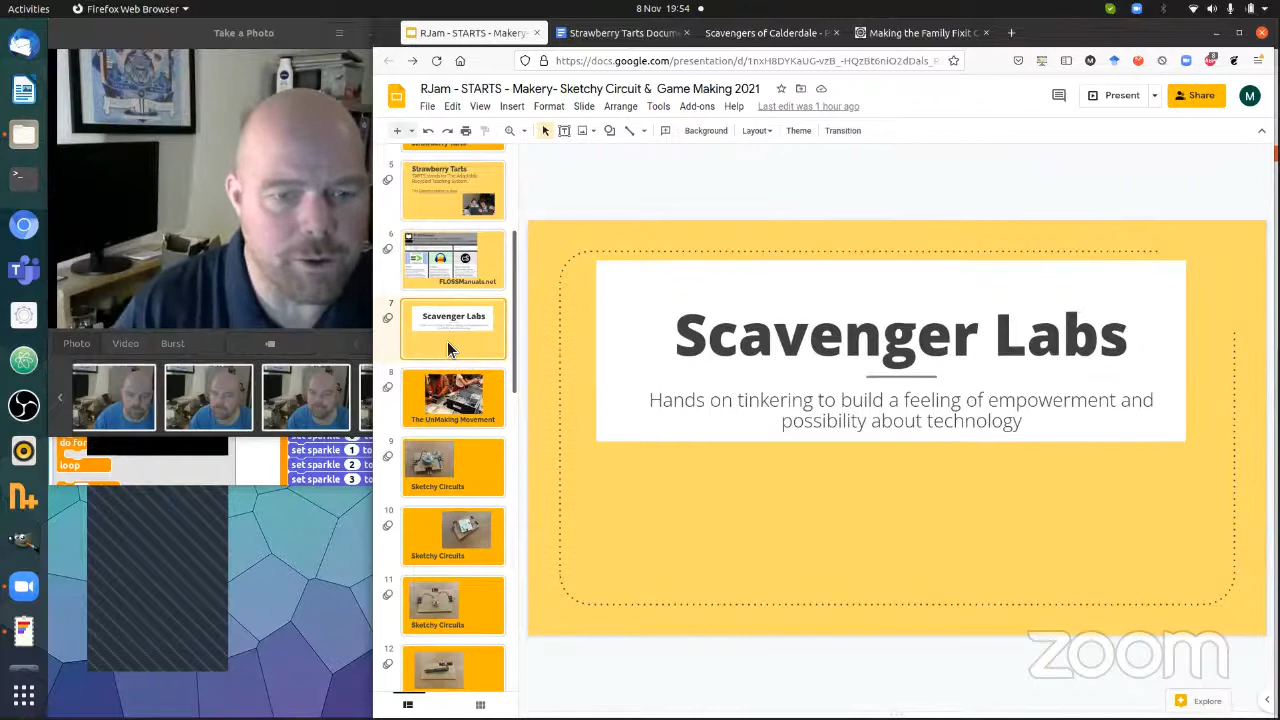 Activities
Firefox Web Browser
8 Nov 19:54
Take a Photo
RJam - STARTS - Makery-
Strawberry Tarts Docume
Scavengers of Calderdale - P
Making the Family Fixit C
https://docs.google.com/presentation/d/1nxH8DYKaUG-vzB_-HQzBt6niO2dDals_
RJam - STARTS - Makery- Sketchy Circuit & Game Making 2021
File Edit View Insert Format Slide Arrange Tools Add-ons Help Last edit was 1 hour ago
Present
Share
M
Background Layout Theme Transition
5
Strawberry Tarts
6
FLOSSManuals.net
7
Scavenger Labs
8
The UnMaking Movement
9
Sketchy Circuits
10
Sketchy Circuits
11
Sketchy Circuits
12
Photo Video Burst
do for
loop
set sparkle 1 to
set sparkle 2 to
set sparkle 3 to
Scavenger Labs
Hands on tinkering to build a feeling of empowerment and
possibility about technology
zoom
Explore